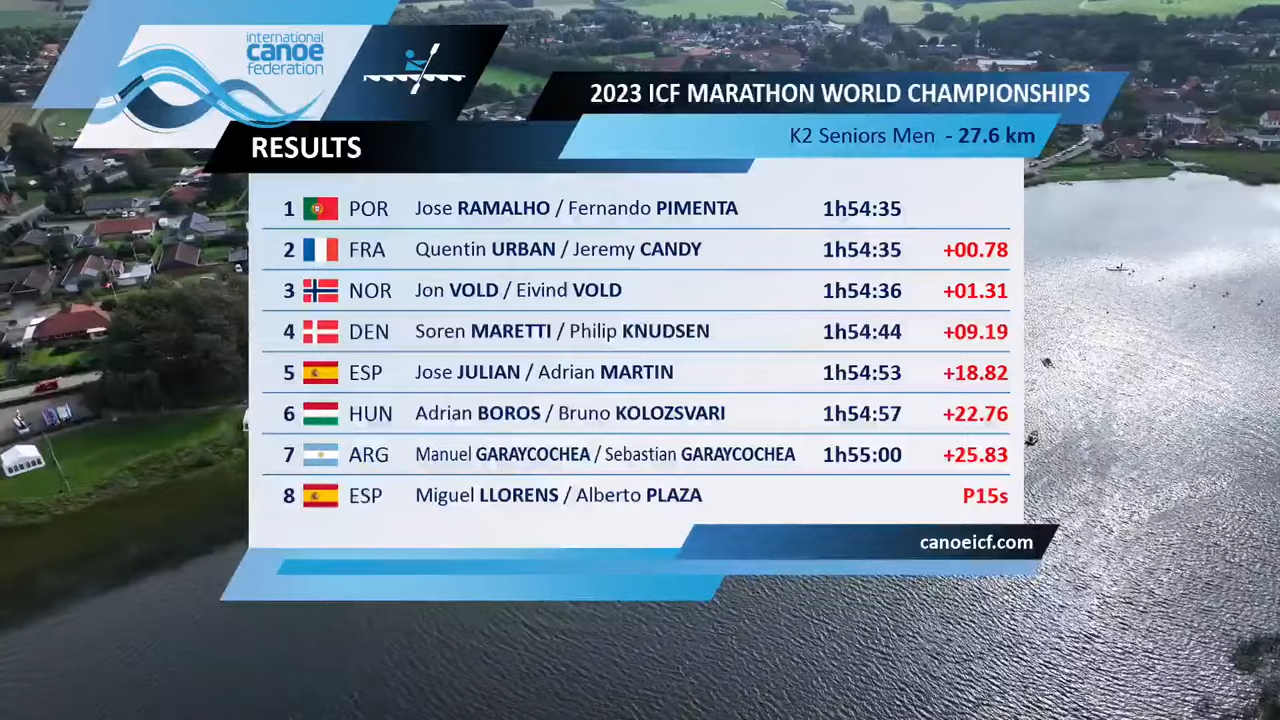 international
canoe
federation
2023 ICF MARATHON WORLD CHAMPIONSHIPS
K2 Seniors Men - 27.6 km
RESULTS
1 POR Jose RAMALHO / Fernando PIMENTA 1h54:35
2 FRA Quentin URBAN / Jeremy CANDY 1h54:35 +00.78
3 NOR Jon VOLD / Eivind VOLD 1h54:36 +01.31
4 DEN Soren MARETTI / Philip KNUDSEN 1h54:44 +09.19
5 ESP Jose JULIAN / Adrian MARTIN 1h54:53 +18.82
6 HUN Adrian BOROS / Bruno KOLOZSVARI 1h54:57 +22.76
7 ARG Manuel GARAYCOCHEA / Sebastian GARAYCOCHEA 1h55:00 +25.83
8 ESP Miguel LLORENS / Alberto PLAZA P15s
canoeicf.com